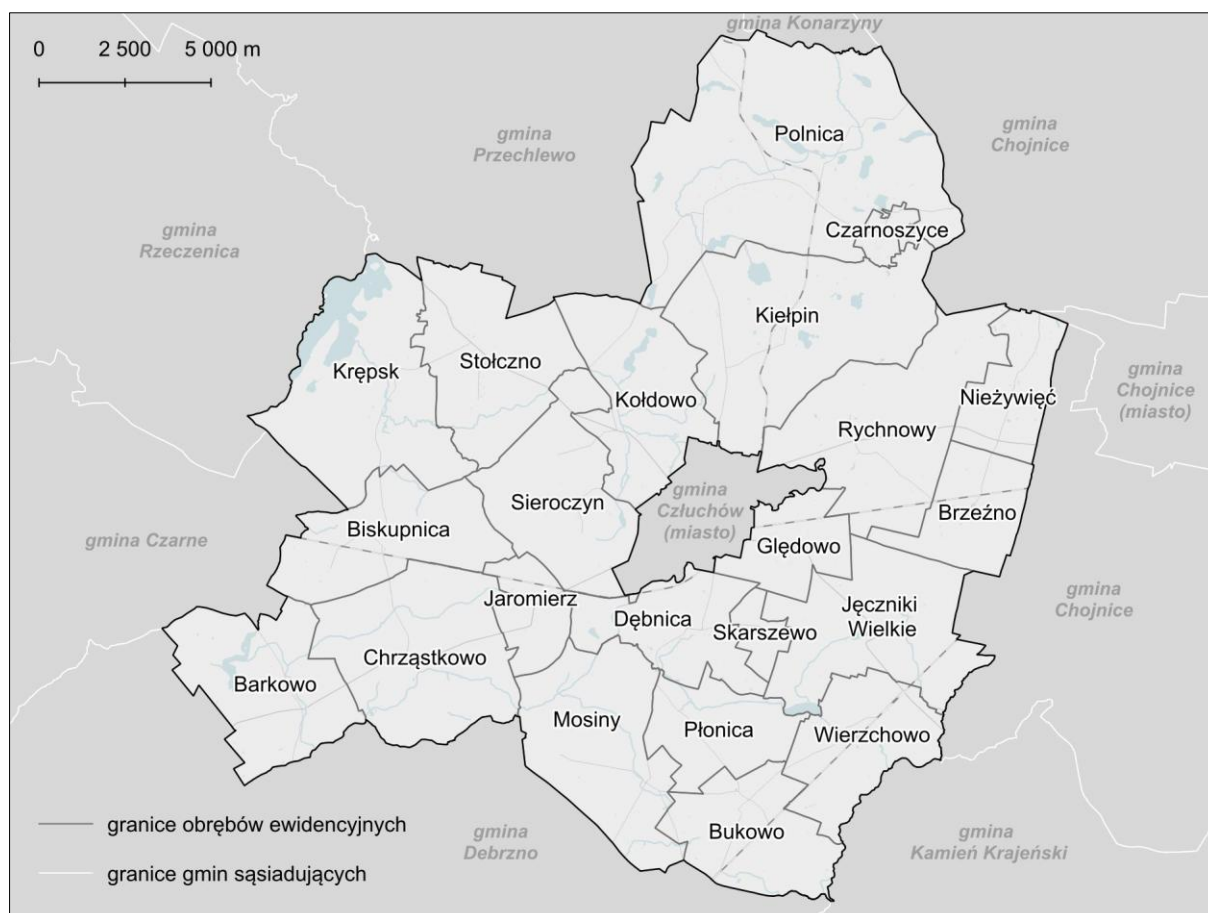 gmina Konarzyny
0 2 500 5 000 m
gmina
Przechlewo
Polnica
gmina
Chojnice
gmina
Rzeczenica
Czarnoszyce
Kiełpin
Krępsk
Stołczno
Kołdowo
Nieżywięć
gmina
Chojnice
(miasto)
Rychnowy
Sieroczyn
gmina
Człuchów
(miasto)
Brzeźno
Biskupnica
gmina Czarne
Ględowo
Jaromierz
Dębnica
Skarszewo
Jęczniki
Wielkie
gmina
Chojnice
Chrząstkowo
Barkowo
Mosiny
Płonica
Wierzchowo
granice obrębów ewidencyjnych
gmina
Debrzno
Bukowo
gmina
Kamień Krajeński
granice gmin sąsiadujących